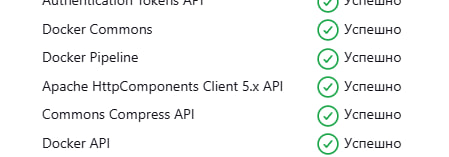 Authentication Tokens API Успешно
Docker Commons Успешно
Docker Pipeline Успешно
Apache HttpComponents Client 5.x API Успешно
Commons Compress API Успешно
Docker API Успешно